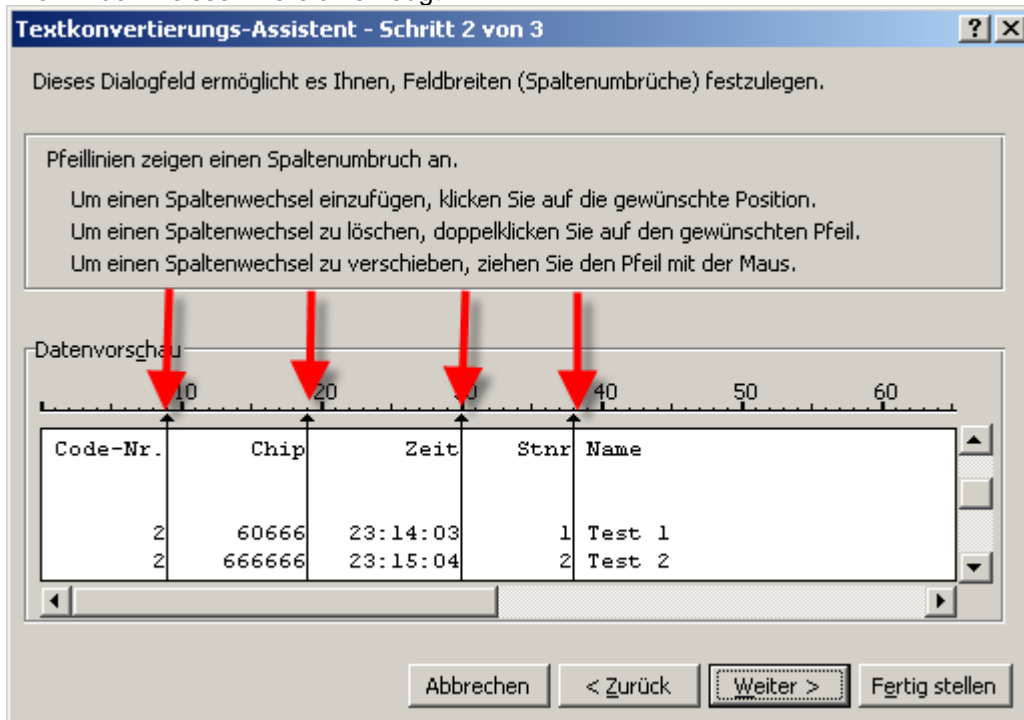 Textkonvertierungs-Assistent - Schritt 2 von 3
Dieses Dialogfeld ermöglicht es Ihnen, Feldbreiten (Spaltenumbrüche) festzulegen.
Pfeillinien zeigen einen Spaltenumbruch an.
Um einen Spaltenwechsel einzufügen, klicken Sie auf die gewünschte Position.
Um einen Spaltenwechsel zu löschen, doppelklicken Sie auf den gewünschten Pfeil.
Um einen Spaltenwechsel zu verschieben, ziehen Sie den Pfeil mit der Maus.
Datenvorschau
10 20 30 40 50 60
Code-Nr. Chip Zeit Stnr Name
2 60666 23:14:03 1 Test 1
2 666666 23:15:04 2 Test 2
Abbrechen < Zurück Weiter > Fertig stellen